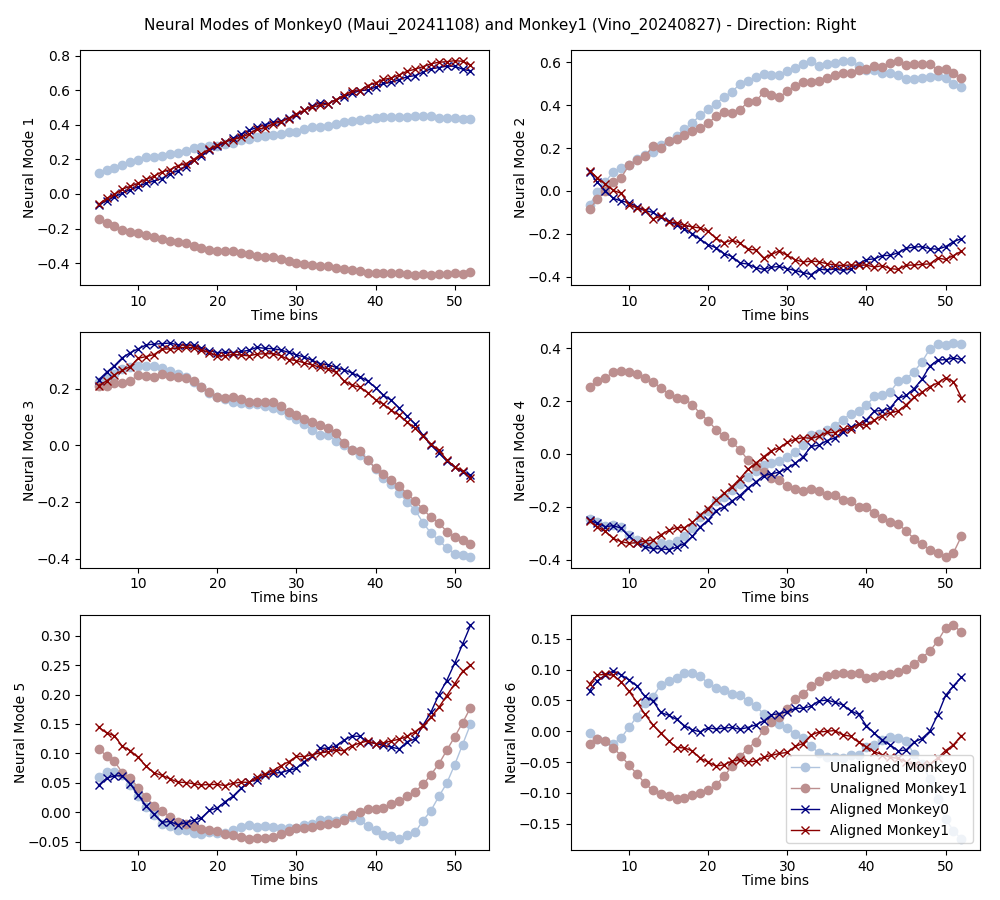 Neural Modes of Monkey0 (Maui_20241108) and Monkey1 (Vino_20240827) - Direction: Right
0.8
0.6
0.4
0.2
0.0
−0.2
−0.4
Neural Mode 1
10 20 30 40 50
Time bins
0.6
0.4
0.2
0.0
−0.2
−0.4
Neural Mode 2
10 20 30 40 50
Time bins
0.2
0.0
−0.2
−0.4
Neural Mode 3
10 20 30 40 50
Time bins
0.4
0.2
0.0
−0.2
−0.4
Neural Mode 4
10 20 30 40 50
Time bins
0.30
0.25
0.20
0.15
0.10
0.05
0.00
−0.05
Neural Mode 5
10 20 30 40 50
Time bins
0.15
0.10
0.05
0.00
−0.05
−0.10
−0.15
Neural Mode 6
10 20 30 40 50
Time bins
Unaligned Monkey0
Unaligned Monkey1
Aligned Monkey0
Aligned Monkey1